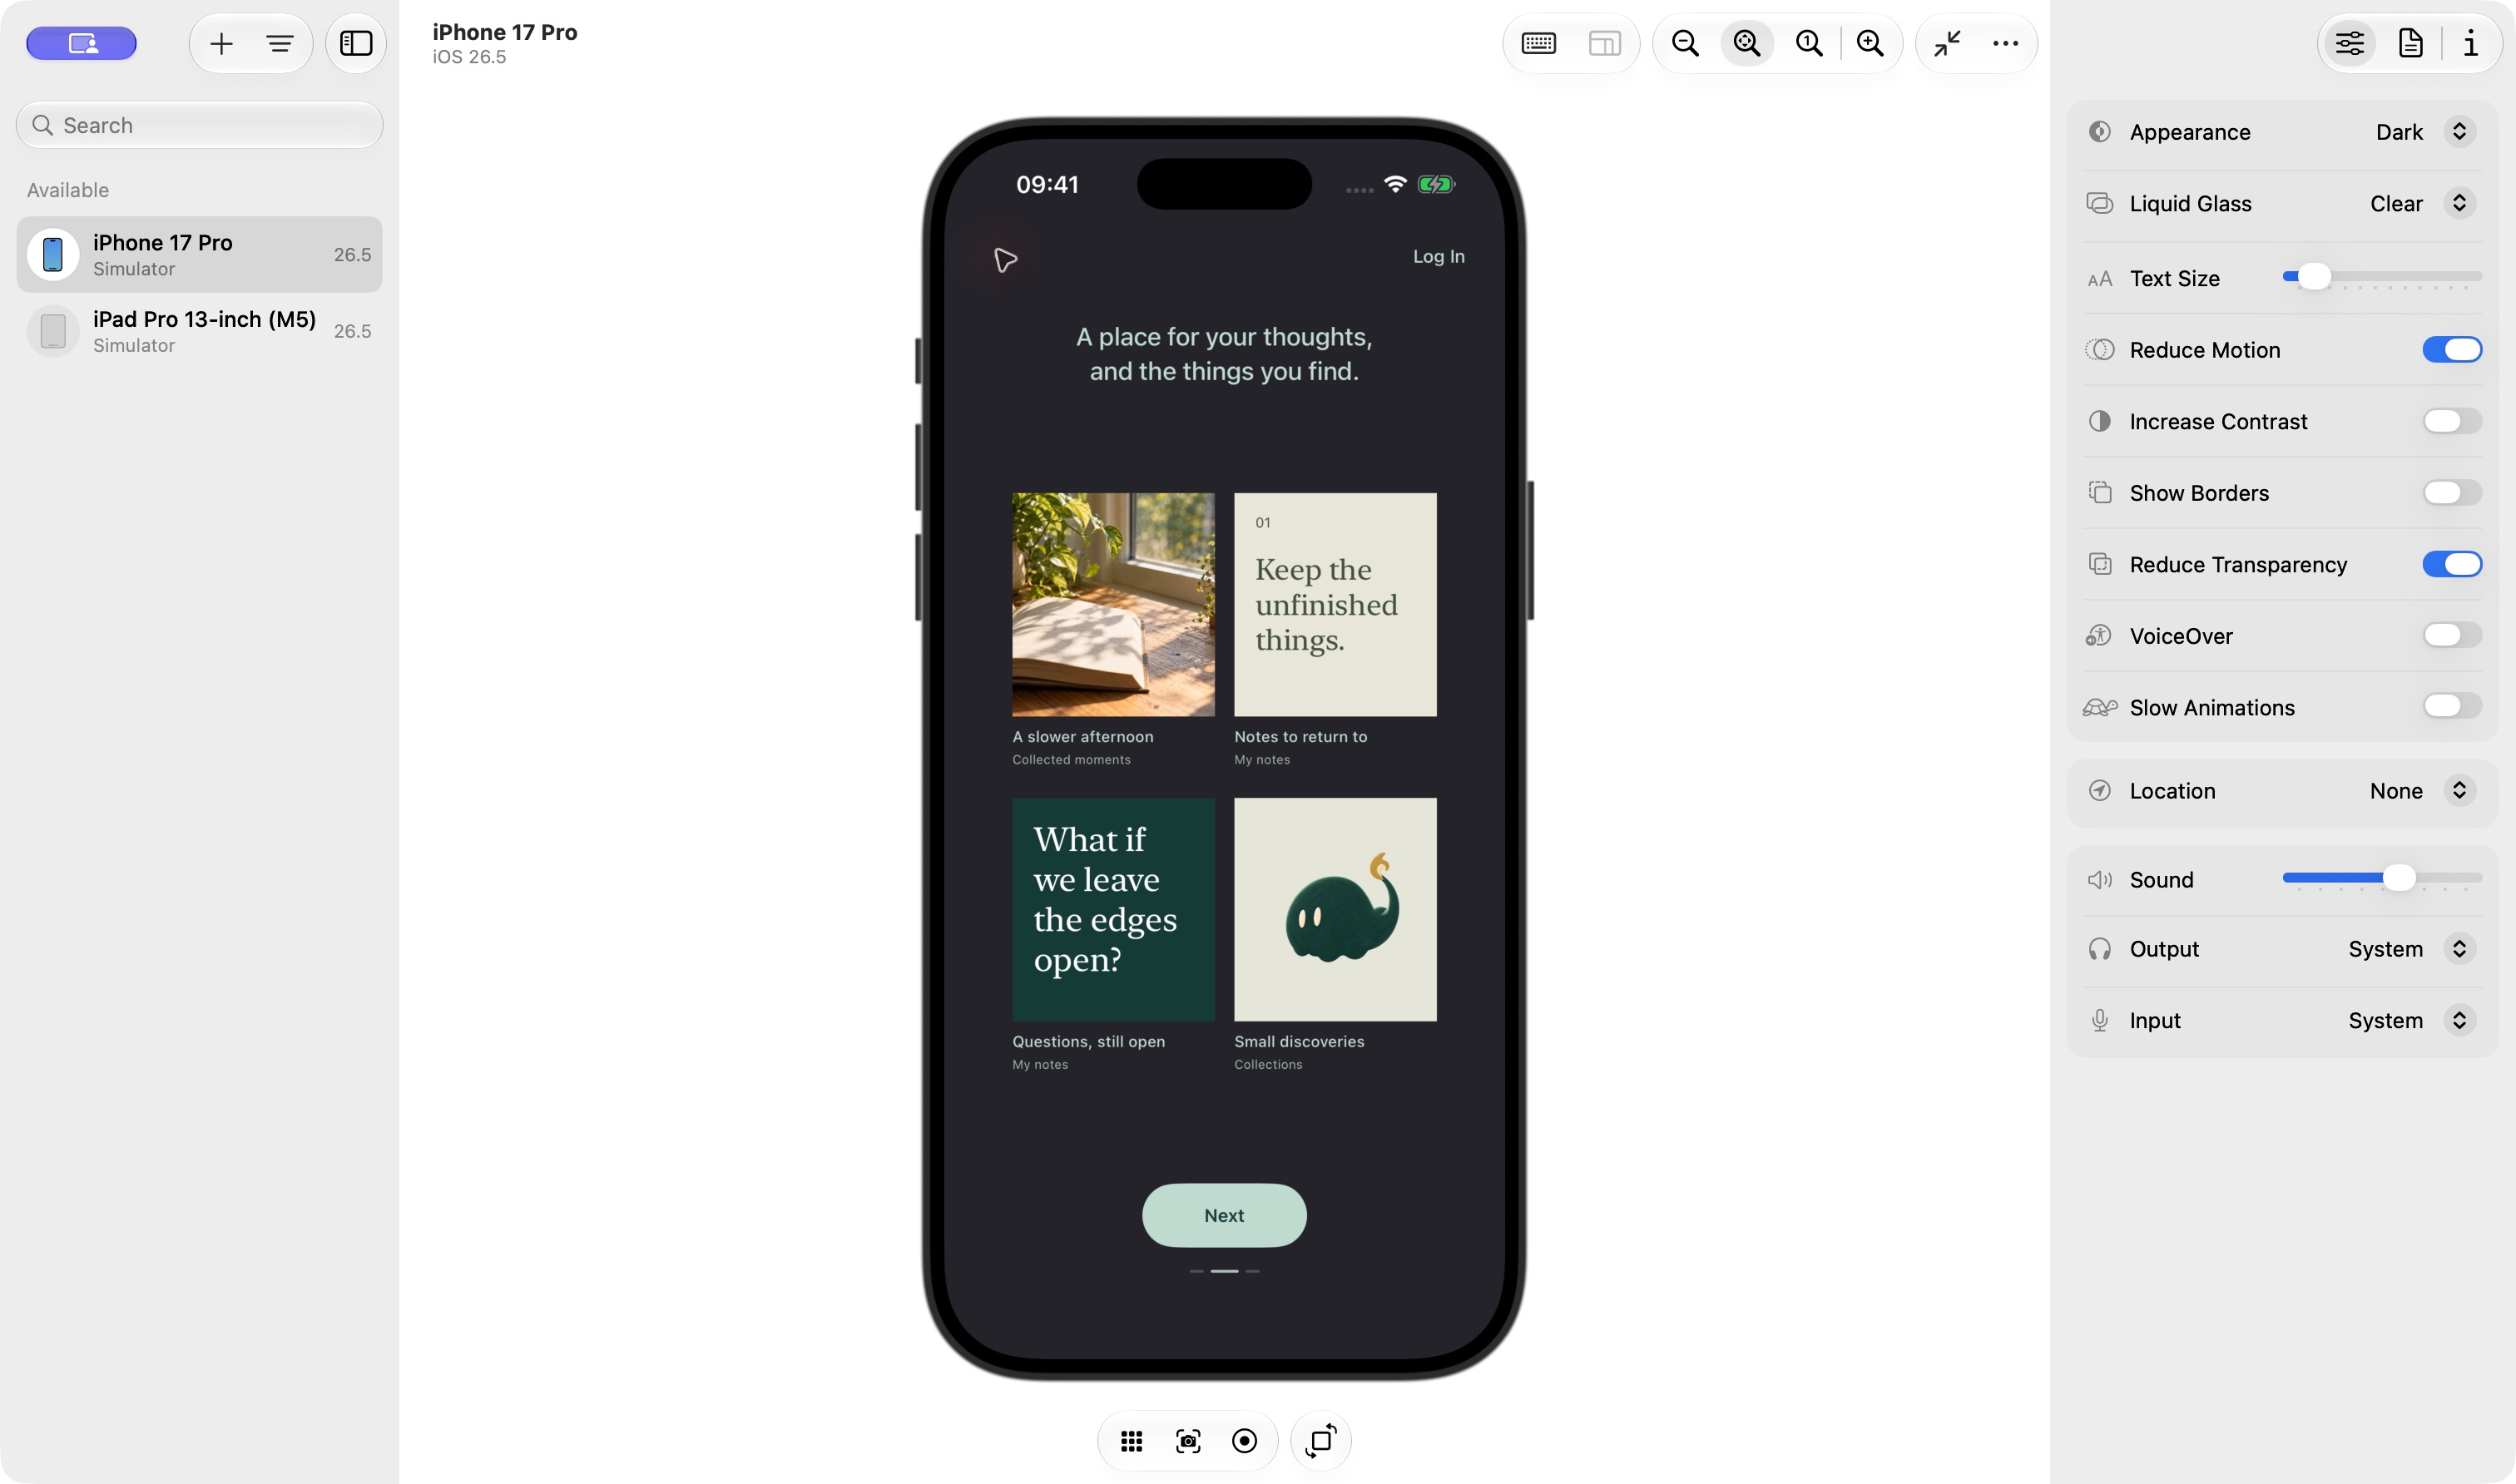 iPhone 17 Pro
iOS 26.5
Search
Available
iPhone 17 Pro
Simulator
26.5
iPad Pro 13-inch (M5)
Simulator
26.5
09:41
Log In
A place for your thoughts,
and the things you find.
01
Keep the
unfinished
things.
A slower afternoon
Collected moments
Notes to return to
My notes
What if
we leave
the edges
open?
Questions, still open
My notes
Small discoveries
Collections
Next
Appearance
Dark
Liquid Glass
Clear
AA
Text Size
Reduce Motion
Increase Contrast
Show Borders
Reduce Transparency
VoiceOver
Slow Animations
Location
None
Sound
Output
System
Input
System